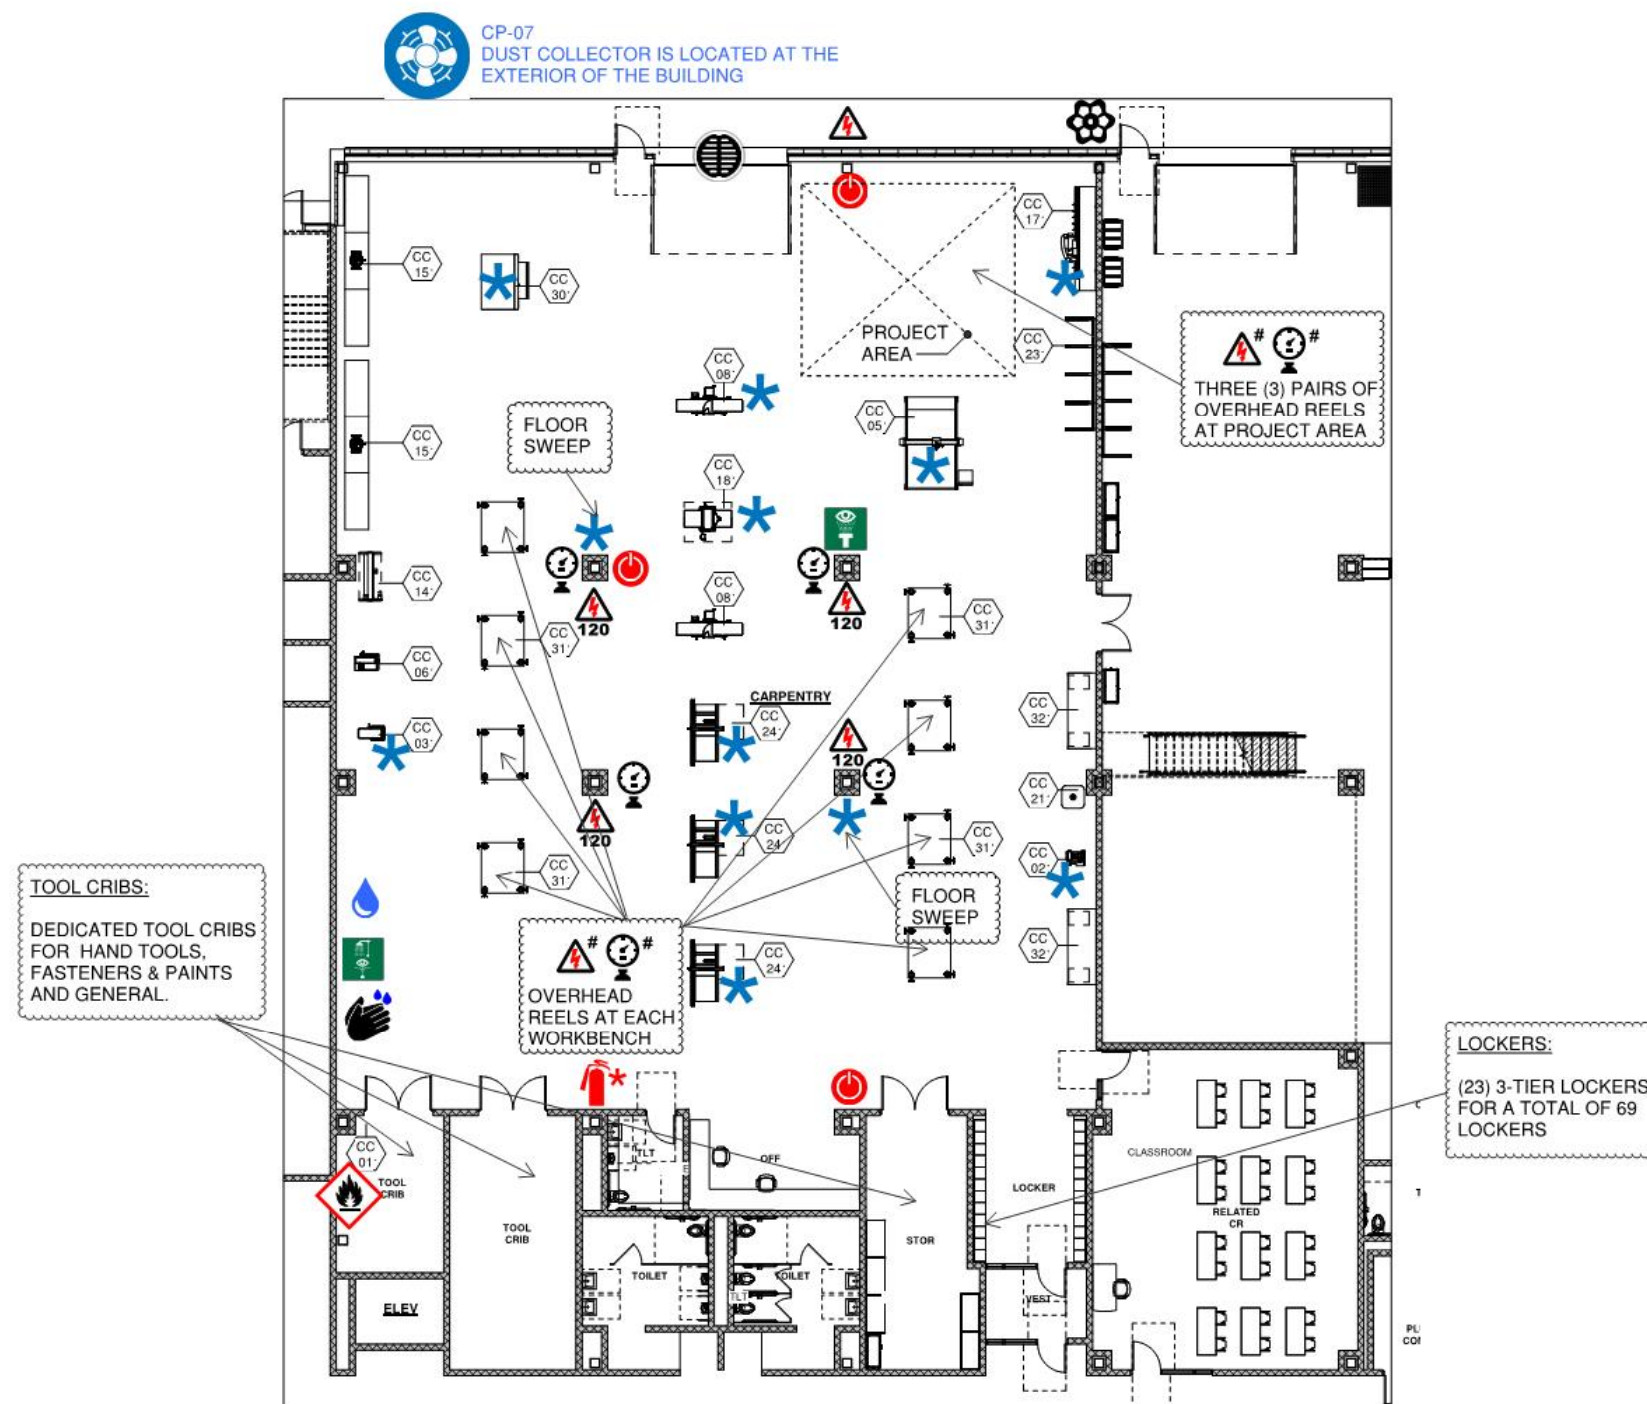 CP-07
DUST COLLECTOR IS LOCATED AT THE
EXTERIOR OF THE BUILDING
CC
17
CC
15
CC
30
PROJECT
AREA
CC
23
# #
THREE (3) PAIRS OF
OVERHEAD REELS
AT PROJECT AREA
CC
08
CC
05
FLOOR
SWEEP
CC
15
CC
18
CC
14
CC
08
120
120
CC
31
CC
31
CC
06
CARPENTRY
CC
24
CC
32
CC
03
120
CC
21
120
CC
24
CC
31
CC
02
CC
31
FLOOR
SWEEP
TOOL CRIBS:
DEDICATED TOOL CRIBS
FOR HAND TOOLS,
FASTENERS & PAINTS
AND GENERAL.
# #
OVERHEAD
REELS AT EACH
WORKBENCH
CC
24
CC
32
LOCKERS:
(23) 3-TIER LOCKERS
FOR A TOTAL OF 69
LOCKERS
CC
01
TOOL
CRIB
TLT
OFF
LOCKER
CLASSROOM
RELATED
CR
TOOL
CRIB
STOR
TOILET
TOILET
TLT
VEST
ELEV